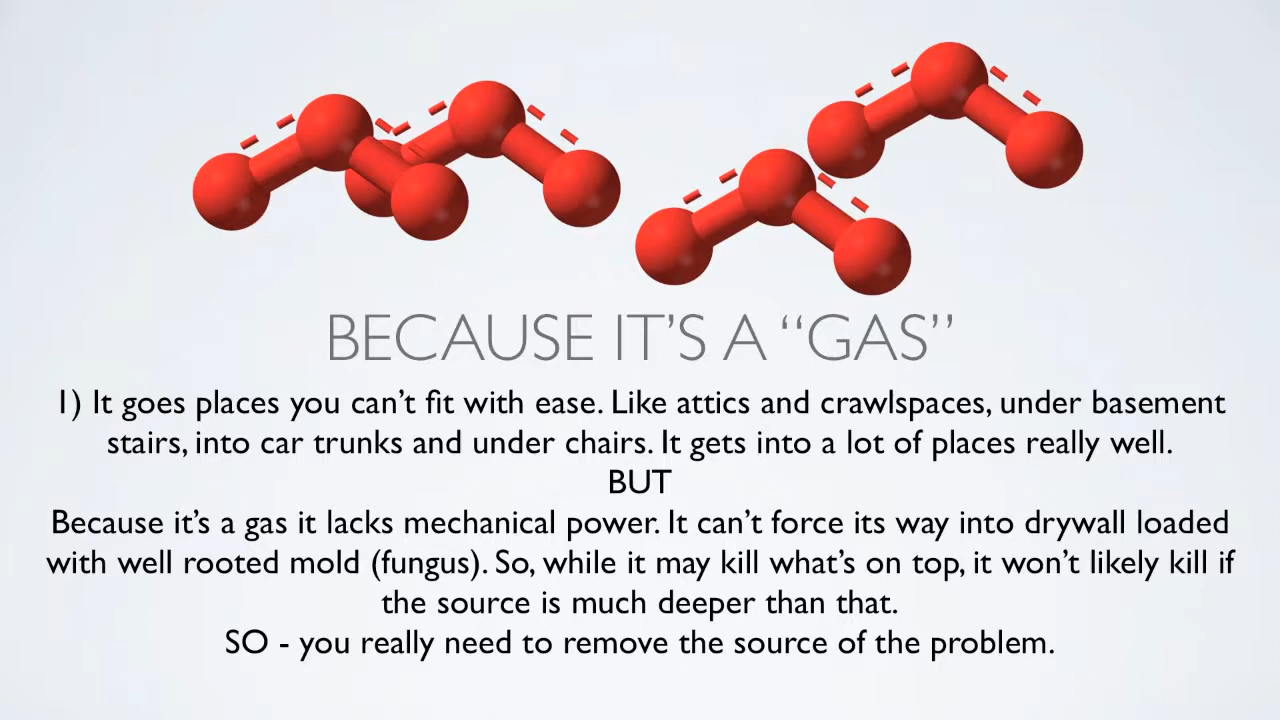 BECAUSE IT’S A “GAS”
1) It goes places you can’t fit with ease. Like attics and crawlspaces, under basement
stairs, into car trunks and under chairs. It gets into a lot of places really well.
BUT
Because it’s a gas it lacks mechanical power. It can’t force its way into drywall loaded
with well rooted mold (fungus). So, while it may kill what’s on top, it won’t likely kill if
the source is much deeper than that.
SO - you really need to remove the source of the problem.